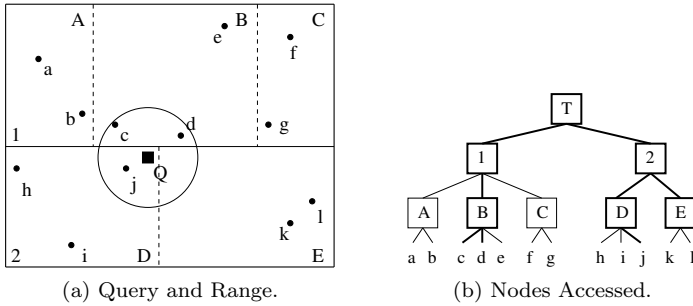 A
B
C
e
f
a
b
c
d
g
1
Q
h
j
l
k
i
2
D
E
(a) Query and Range.
T
1
2
A
B
C
D
E
a b c d e f g h i j k l
(b) Nodes Accessed.